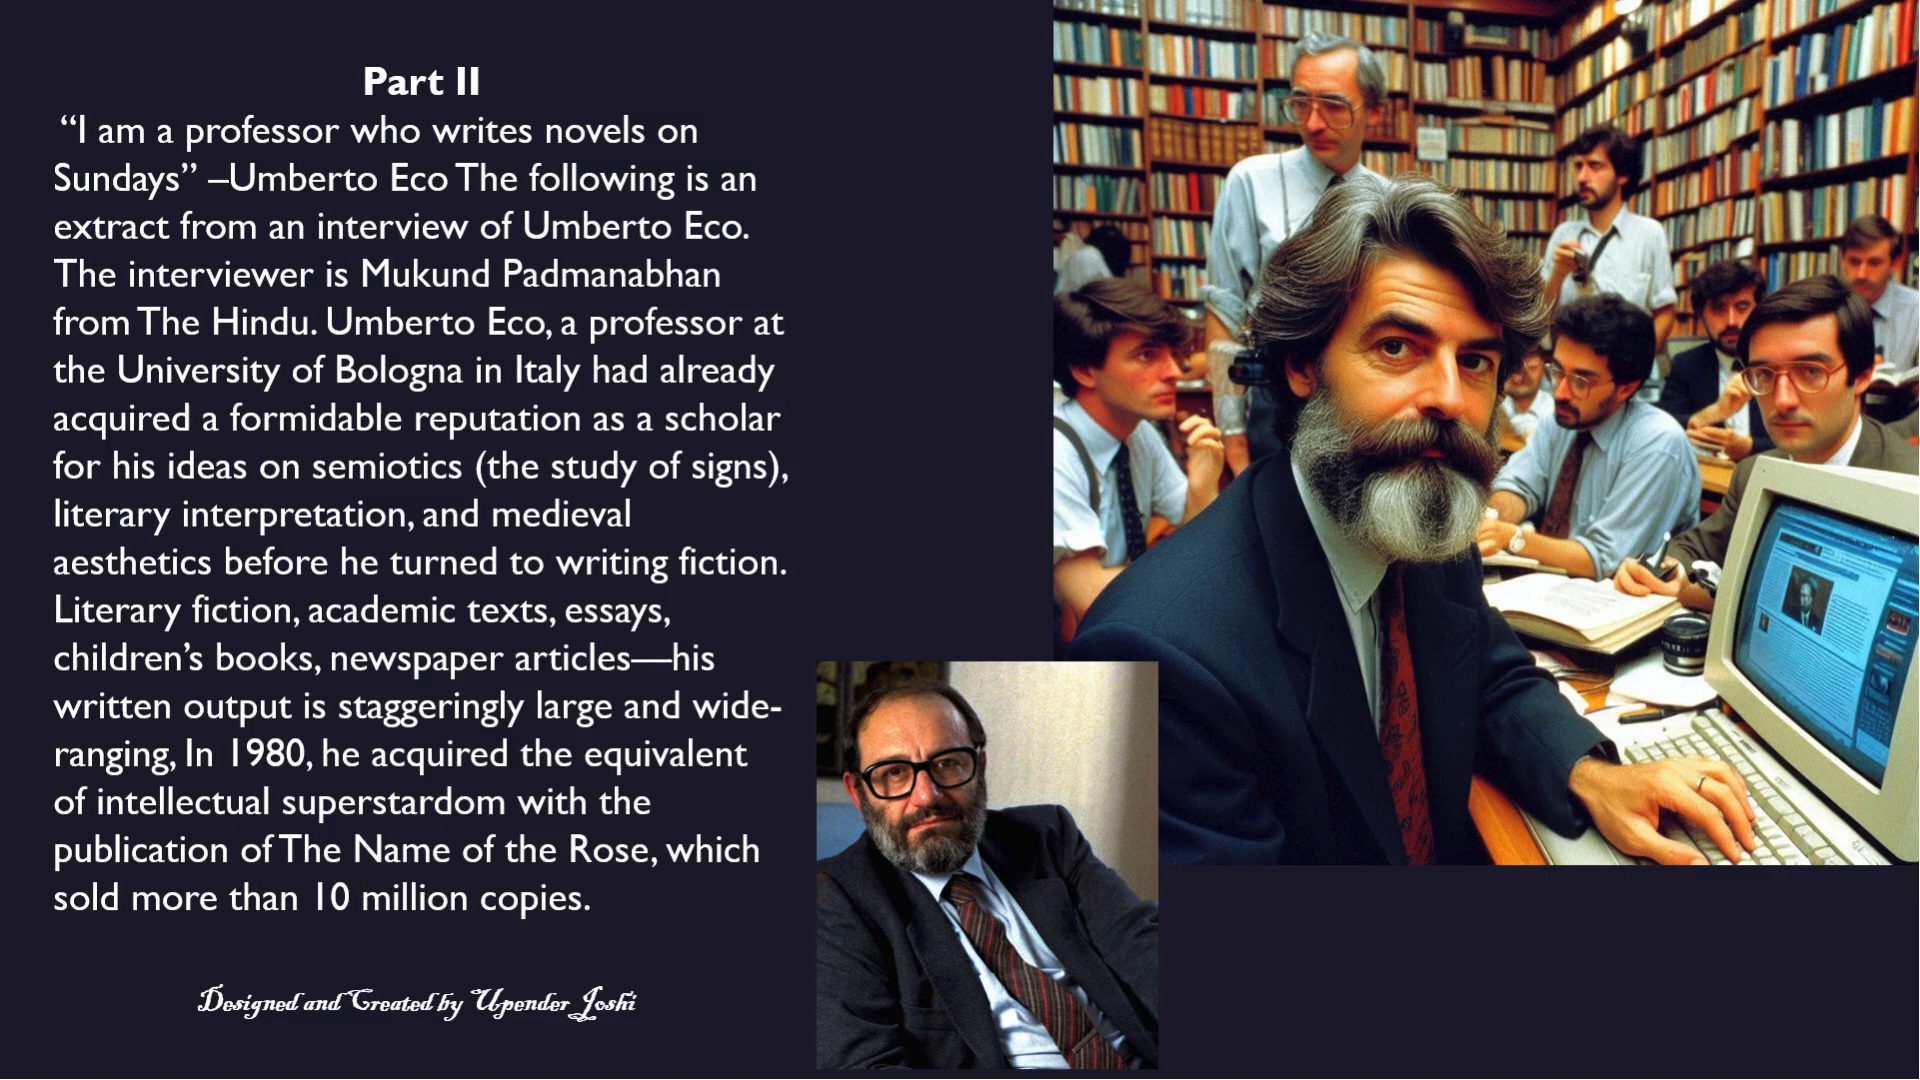 Part II
“I am a professor who writes novels on
Sundays” –Umberto Eco The following is an
extract from an interview of Umberto Eco.
The interviewer is Mukund Padmanabhan
from The Hindu. Umberto Eco, a professor at
the University of Bologna in Italy had already
acquired a formidable reputation as a scholar
for his ideas on semiotics (the study of signs),
literary interpretation, and medieval
aesthetics before he turned to writing fiction.
Literary fiction, academic texts, essays,
children’s books, newspaper articles—his
written output is staggeringly large and wide-
ranging, In 1980, he acquired the equivalent
of intellectual superstardom with the
publication of The Name of the Rose, which
sold more than 10 million copies.
Designed and Created by Upender Joshi